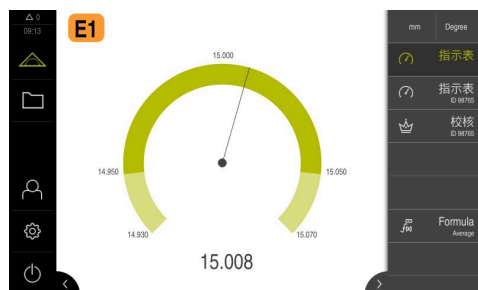 △ 0
09:13
E1
15.000
14.950
15.050
14.930
15.070
15.008
mm Degree
指示表
指示表
ID 98765
校核
ID 98765
f(x)
Formula
Average